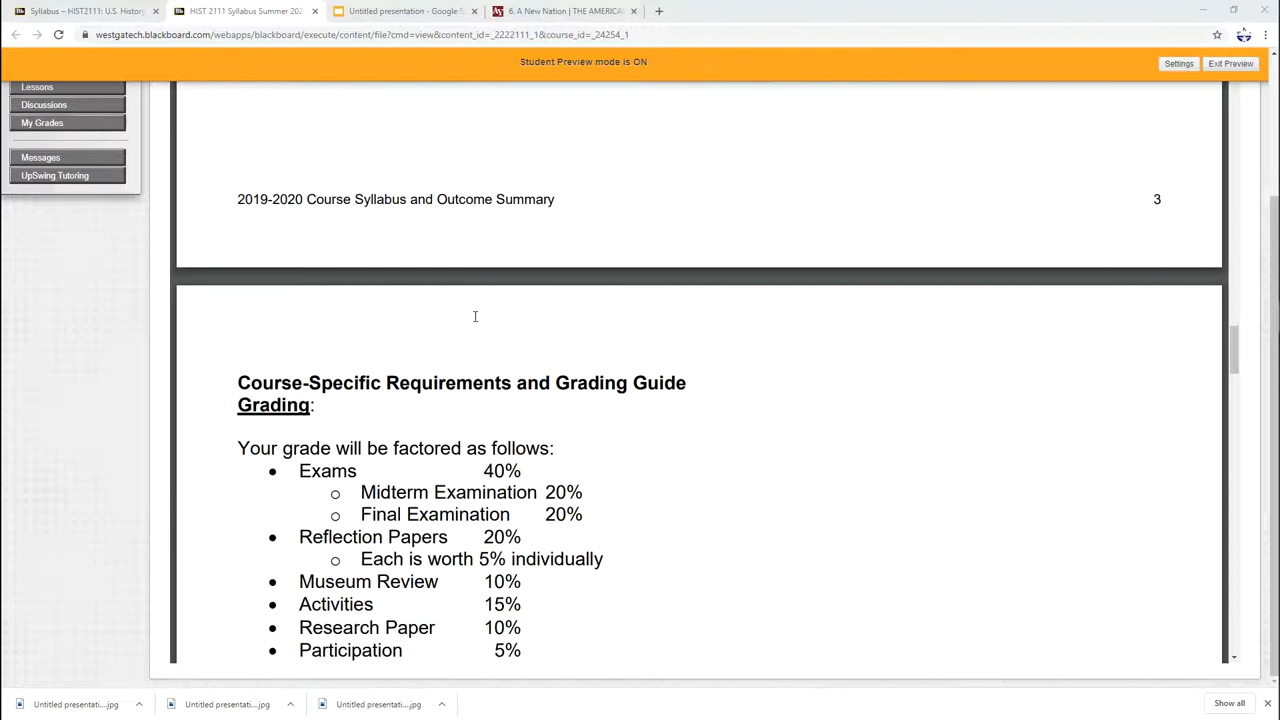 Syllabus – HIST2111: U.S. History
HIST 2111 Syllabus Summer 202
Untitled presentation - Google S
6. A New Nation | THE AMERICA
westgatech.blackboard.com/webapps/blackboard/execute/content/file?cmd=view&content_id=_2222111_1&course_id=_24254_1
Student Preview mode is ON
Settings
Exit Preview
Lessons
Discussions
My Grades
Messages
UpSwing Tutoring
2019-2020 Course Syllabus and Outcome Summary 3
Course-Specific Requirements and Grading Guide
Grading:
Your grade will be factored as follows:
• Exams 40%
o Midterm Examination 20%
o Final Examination 20%
• Reflection Papers 20%
o Each is worth 5% individually
• Museum Review 10%
• Activities 15%
• Research Paper 10%
• Participation 5%
Untitled presentati....jpg
Untitled presentati....jpg
Untitled presentati....jpg
Show all